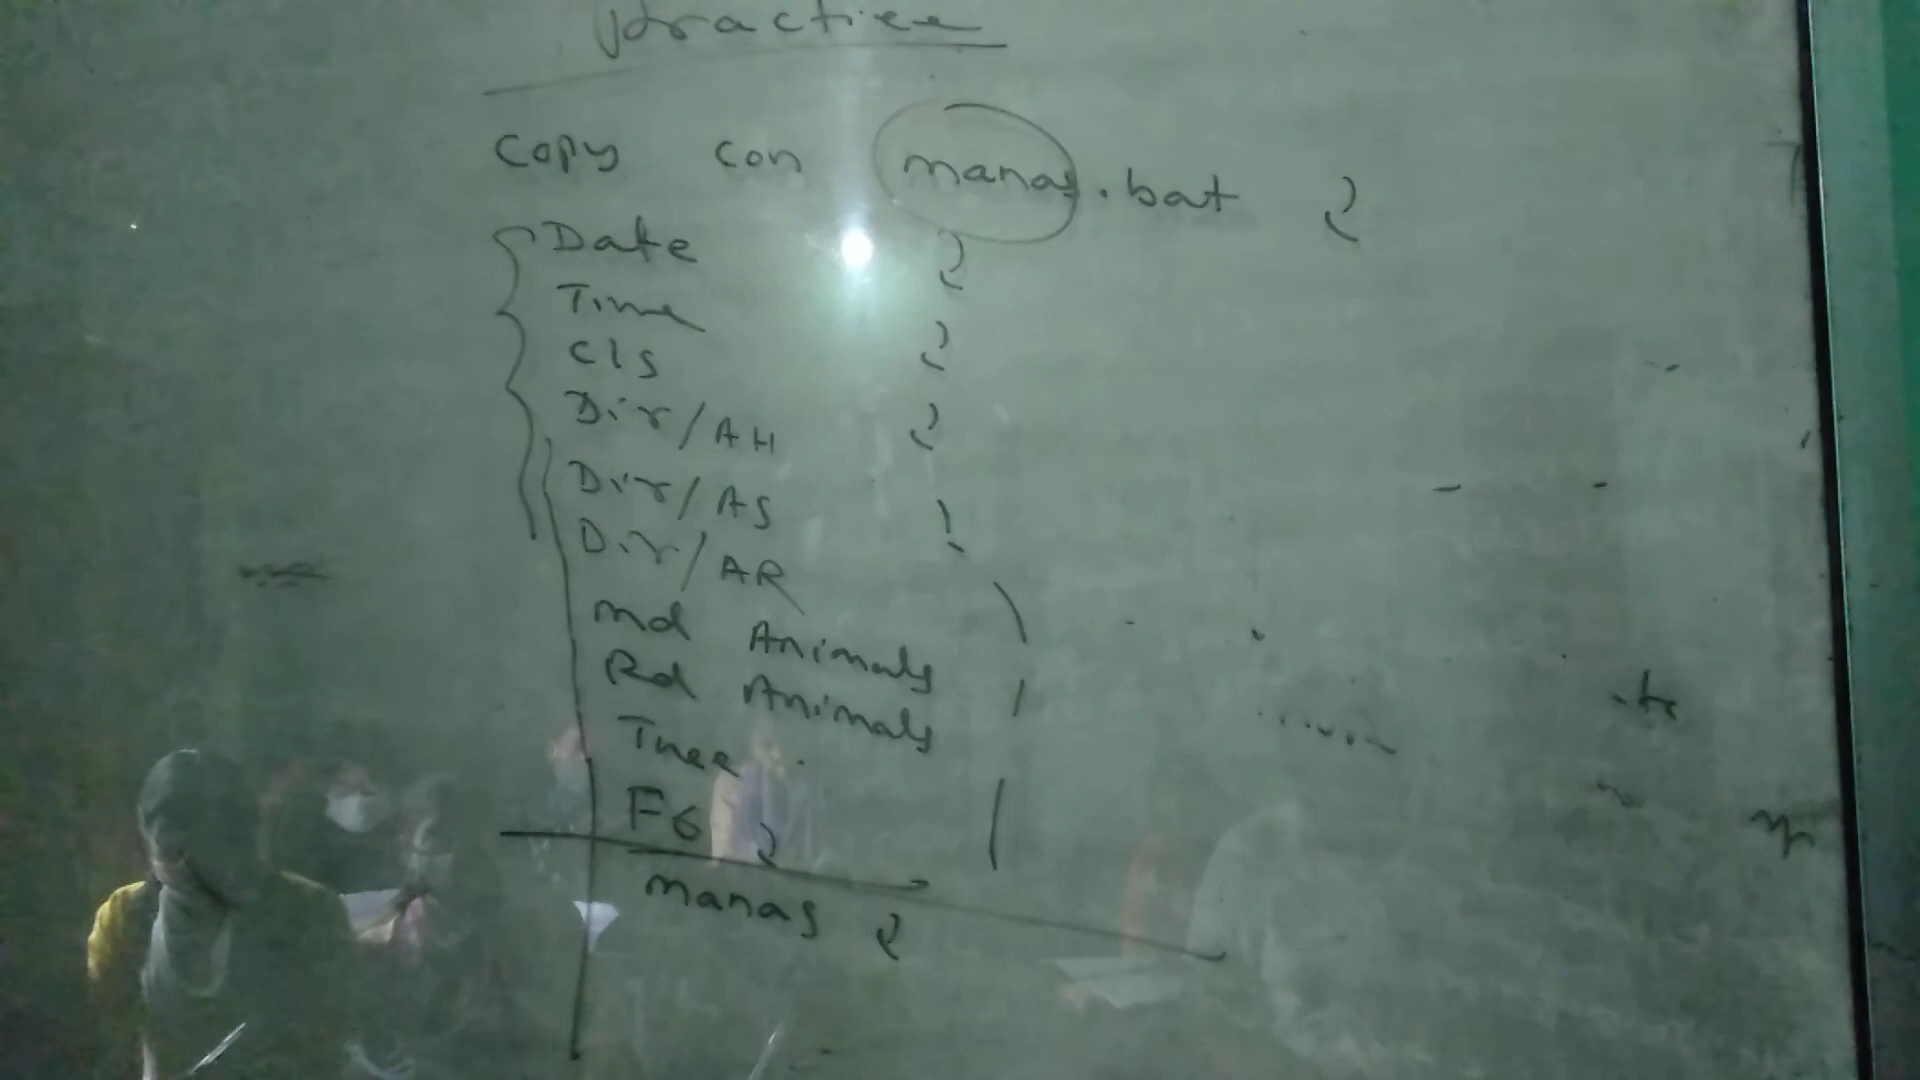 practice
Copy con manas.bat
Date
Time
cls
Dir/AH
Dir/AS
Dir/AR
md Animals
Rd Animals
Tree
F6
manas